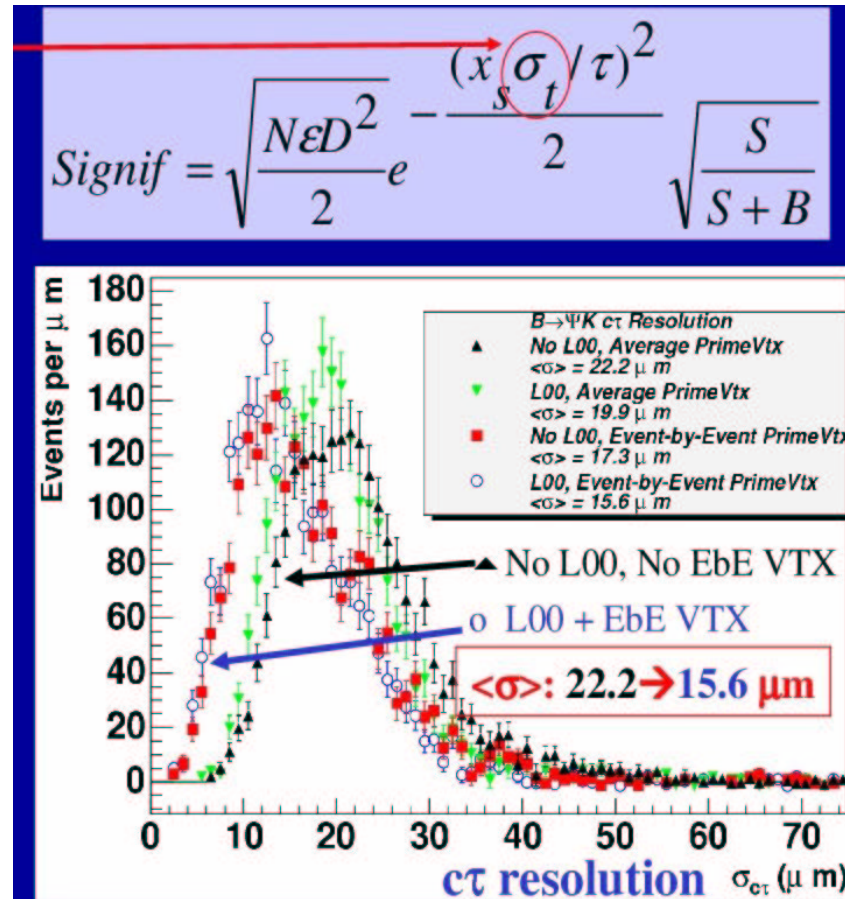 Signif = √(NεD²/2) e^(−(x_s σ_t/τ)²/2) √(S/(S + B))
Events per μ m
180
160
140
120
100
80
60
40
20
0
B→ΨK cτ Resolution
No L00, Average PrimeVtx
<σ> = 22.2 μ m
L00, Average PrimeVtx
<σ> = 19.9 μ m
No L00, Event-by-Event PrimeVtx
<σ> = 17.3 μ m
L00, Event-by-Event PrimeVtx
<σ> = 15.6 μ m
No L00, No EbE VTX
o L00 + EbE VTX
<σ>: 22.2➔15.6 μm
0 10 20 30 40 50 60 70
cτ resolution σcτ (μ m)